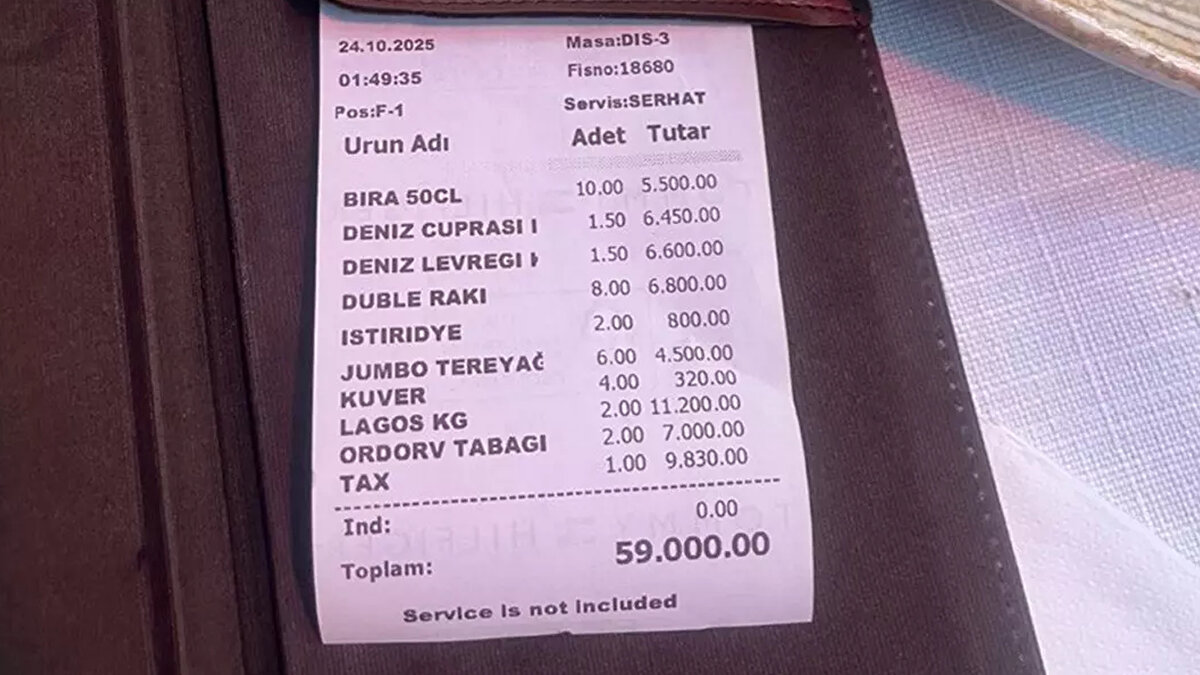 24.10.2025 Masa:DIS-3
01:49:35 Fisno:18680
Pos:F-1 Servis:SERHAT
Urun Adı Adet Tutar
BIRA 50CL 10.00 5.500.00
DENIZ CUPRASI 1.50 6.450.00
DENIZ LEVREGI 1.50 6.600.00
DUBLE RAKI 8.00 6.800.00
ISTIRIDYE 2.00 800.00
JUMBO TEREYAĞ 6.00 4.500.00
KUVER 4.00 320.00
LAGOS KG 2.00 11.200.00
ORDORV TABAGI 2.00 7.000.00
TAX 1.00 9.830.00
Ind: 0.00
Toplam: 59.000.00
Service is not included